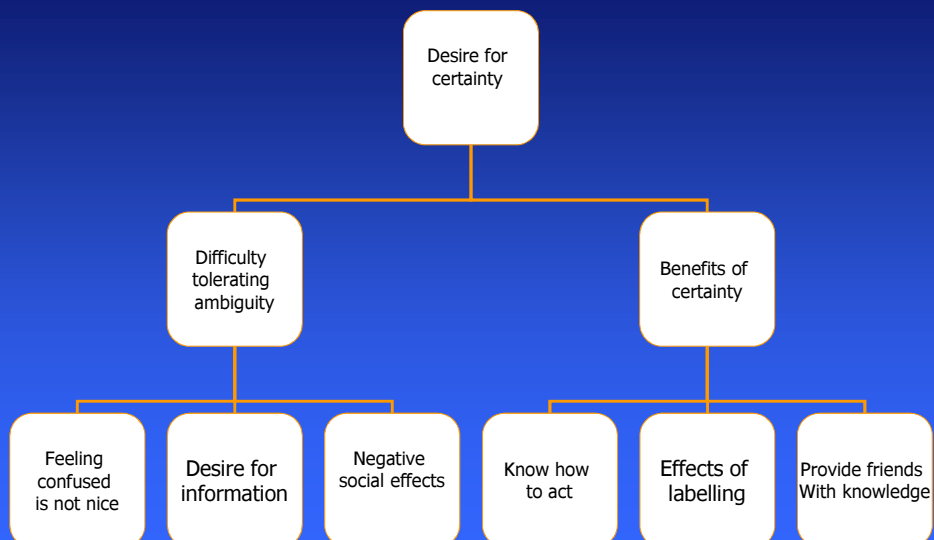 Desire for
certainty
Difficulty
tolerating
ambiguity
Benefits of
certainty
Feeling
confused
is not nice
Desire for
information
Negative
social effects
Know how
to act
Effects of
labelling
Provide friends
With knowledge